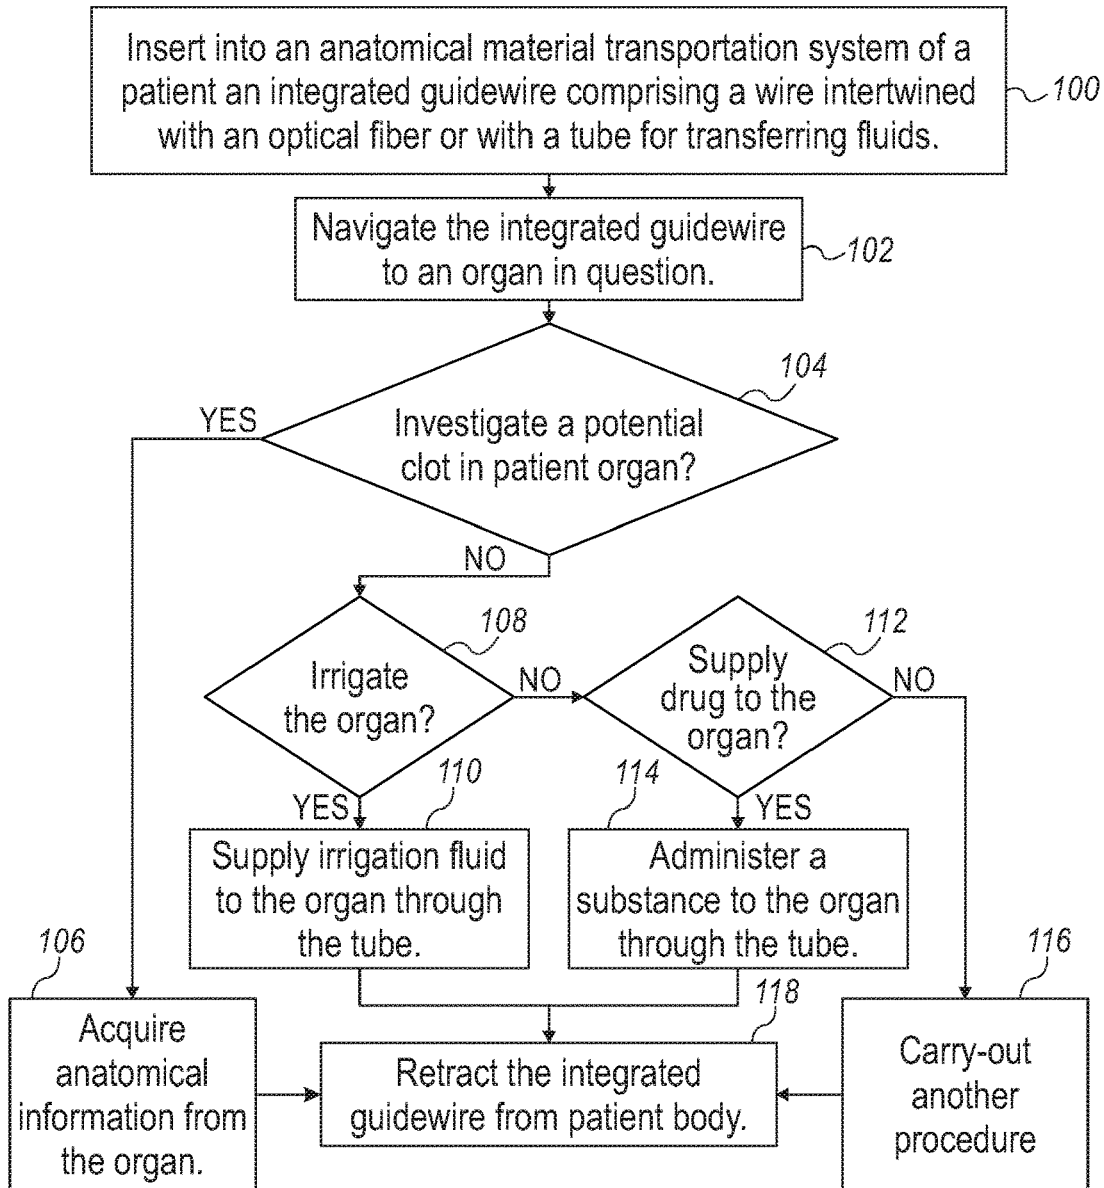 Insert into an anatomical material transportation system of a
patient an integrated guidewire comprising a wire intertwined
with an optical fiber or with a tube for transferring fluids.
100
Navigate the integrated guidewire
to an organ in question.
102
104
YES
Investigate a potential
clot in patient organ?
NO
108
112
Irrigate
the organ?
NO
Supply
drug to the
organ?
NO
110
114
YES
YES
Supply irrigation fluid
to the organ through
the tube.
Administer a
substance to the organ
through the tube.
106
116
118
Acquire
anatomical
information from
the organ.
Retract the integrated
guidewire from patient body.
Carry-out
another
procedure